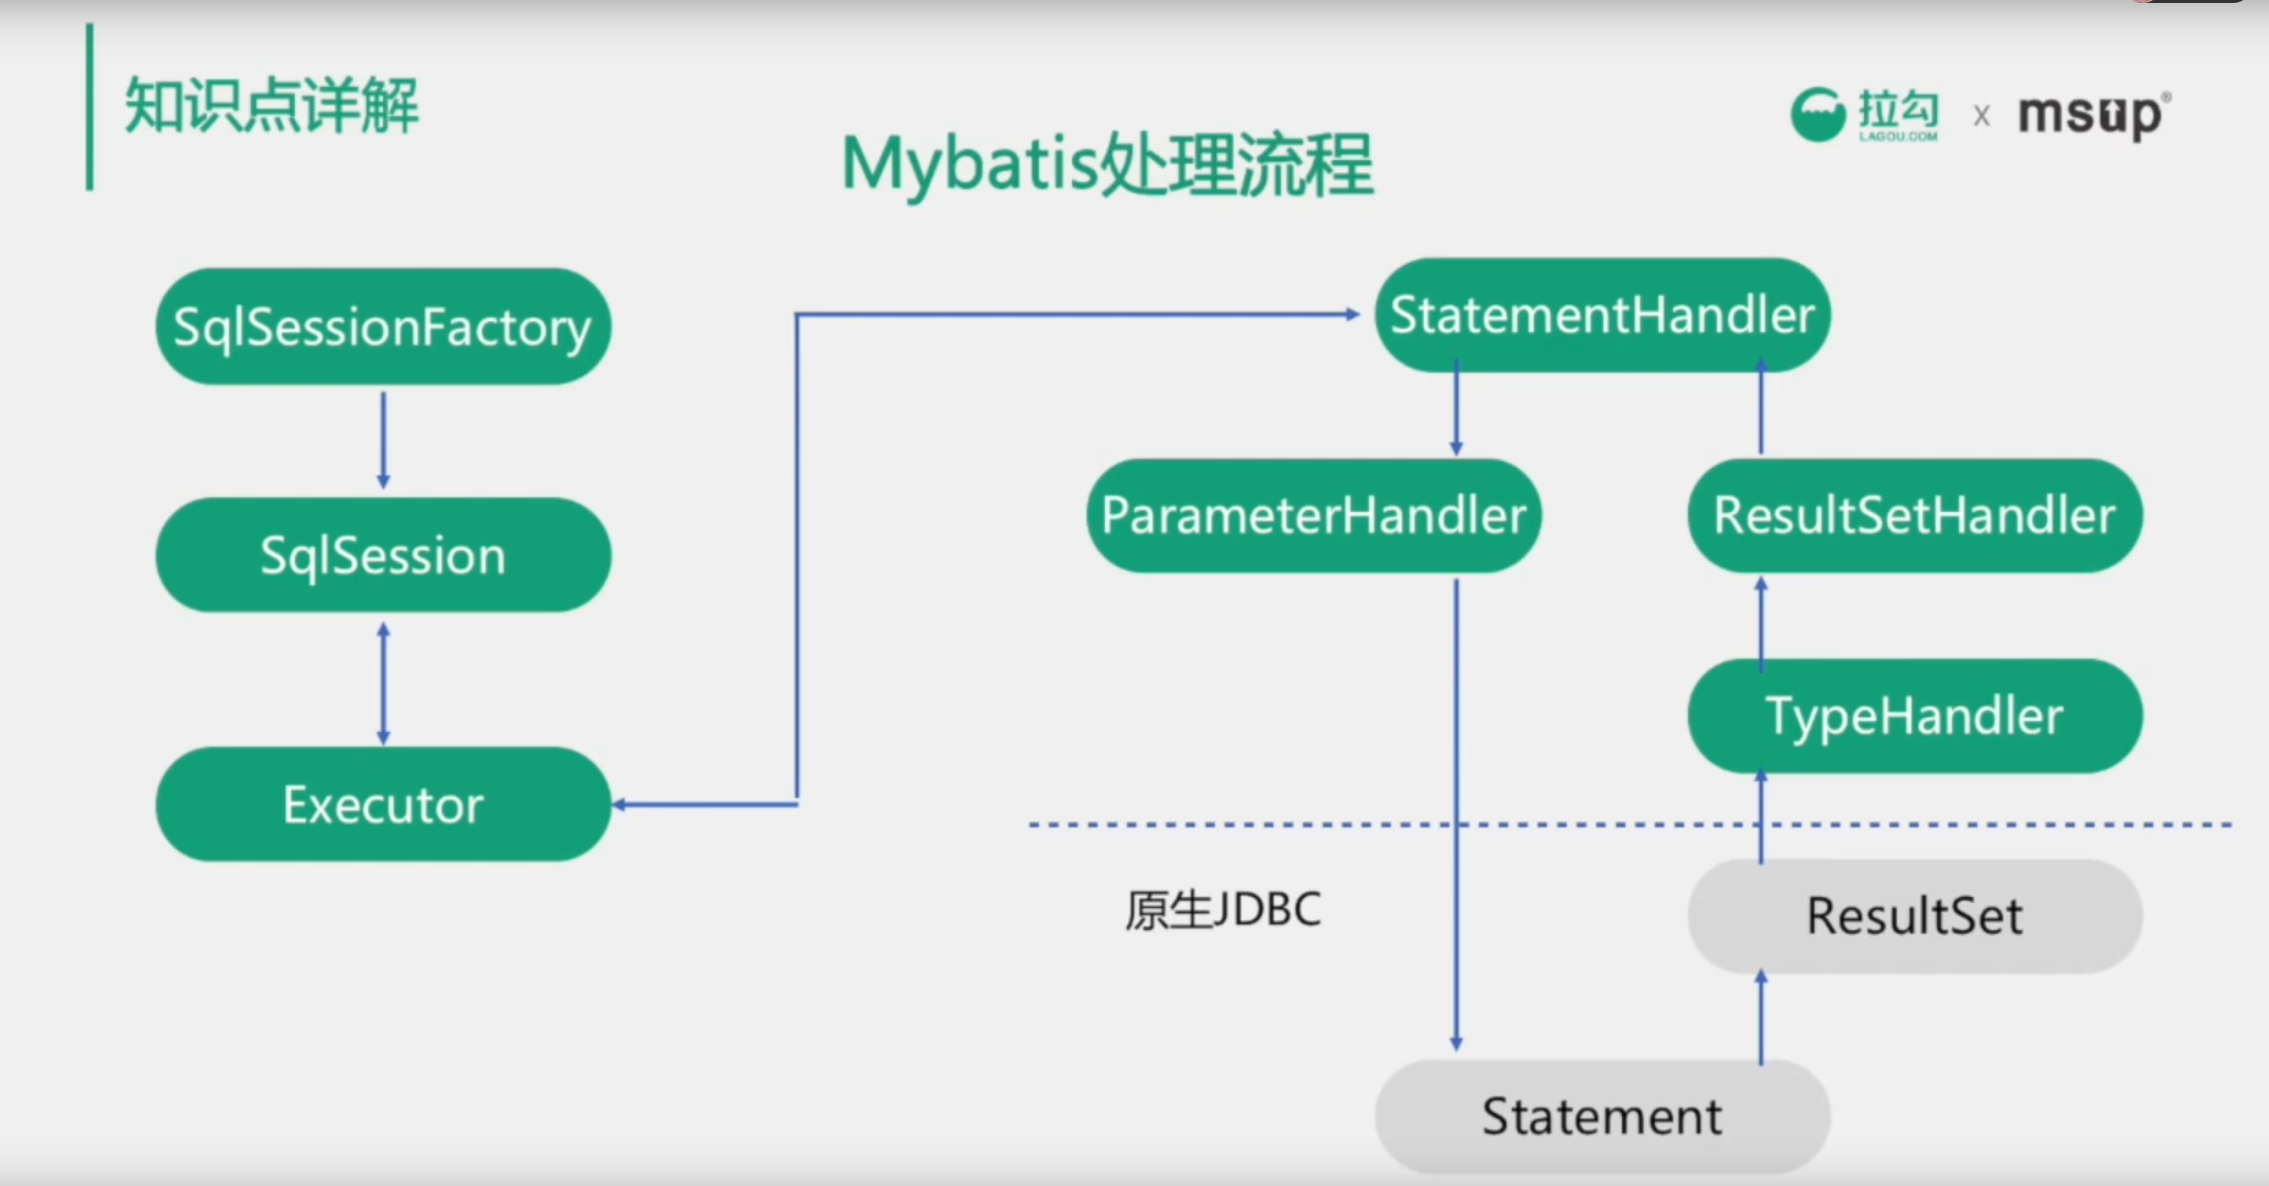 知识点详解
拉勾
LAGOU.COM
x
msup®
Mybatis处理流程
SqlSessionFactory
StatementHandler
SqlSession
ParameterHandler
ResultSetHandler
Executor
TypeHandler
原生JDBC
ResultSet
Statement